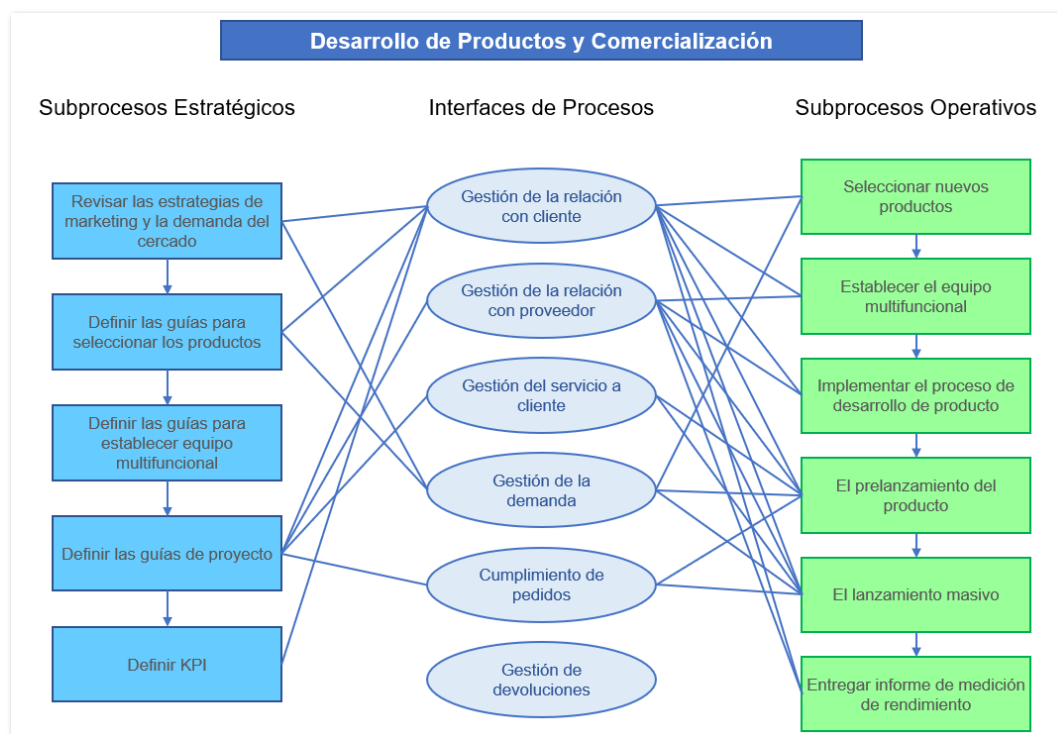 Desarrollo de Productos y Comercialización
Subprocesos Estratégicos
Interfaces de Procesos
Subprocesos Operativos
Revisar las estrategias de
marketing y la demanda del
cercado
Definir las guías para
seleccionar los productos
Definir las guías para
establecer equipo
multifuncional
Definir las guías de proyecto
Definir KPI
Gestión de la relación
con cliente
Gestión de la relación
con proveedor
Gestión del servicio a
cliente
Gestión de la
demanda
Cumplimiento de
pedidos
Gestión de
devoluciones
Seleccionar nuevos
productos
Establecer el equipo
multifuncional
Implementar el proceso de
desarrollo de producto
El prelanzamiento del
producto
El lanzamiento masivo
Entregar informe de medición
de rendimiento